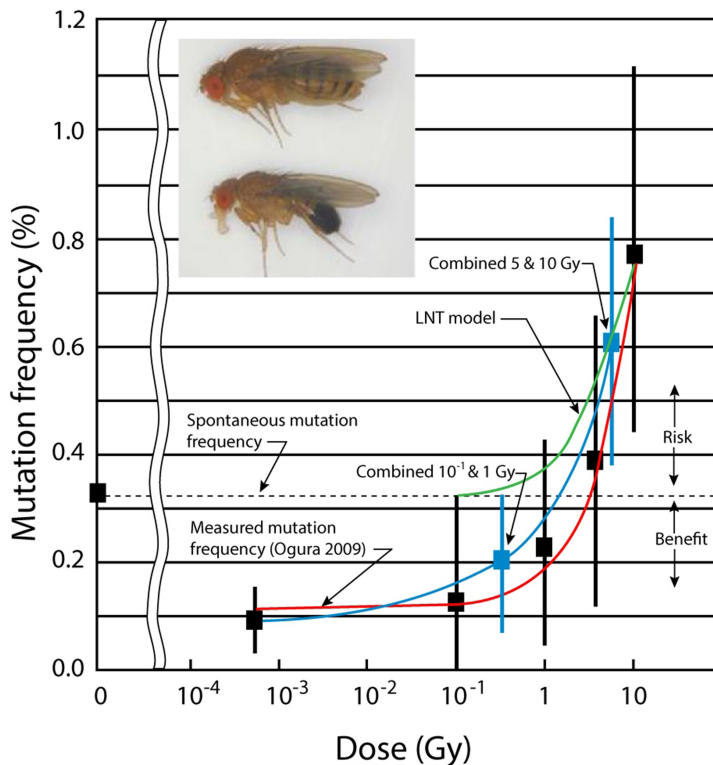 1.2
1.0
0.8
0.6
0.4
0.2
0.0
Mutation frequency (%)
Combined 5 & 10 Gy
LNT model
Spontaneous mutation
frequency
Risk
Combined 10⁻¹ & 1 Gy
Measured mutation
frequency (Ogura 2009)
Benefit
0
10⁻⁴
10⁻³
10⁻²
10⁻¹
1
10
Dose (Gy)